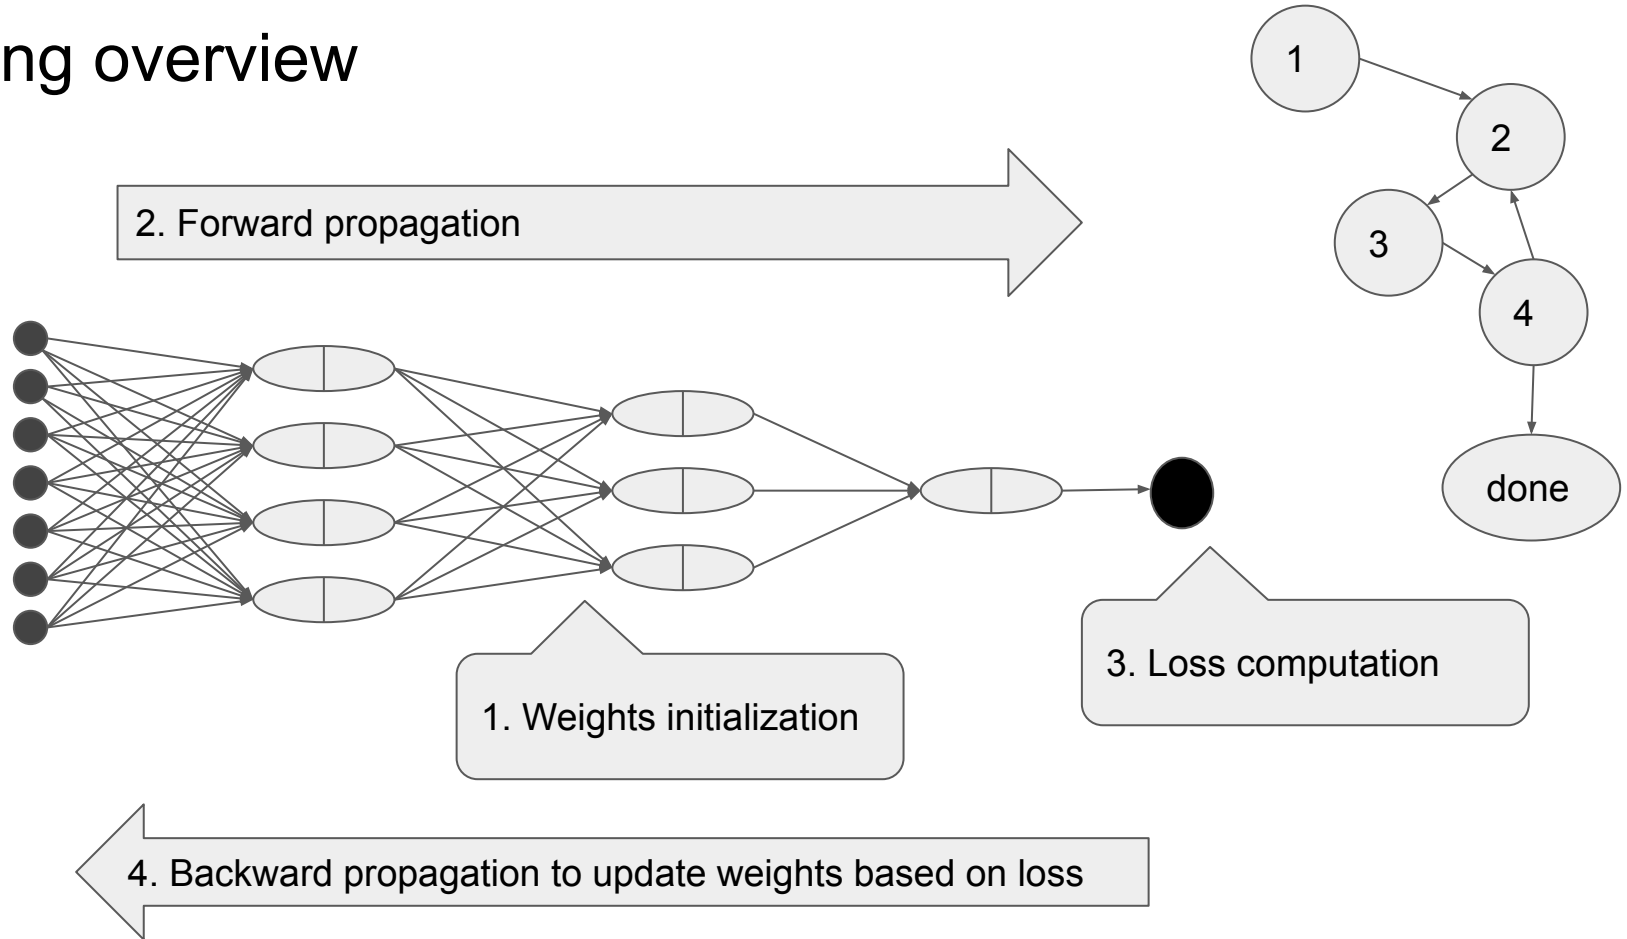 ng overview
1
2
2. Forward propagation
3
4
done
3. Loss computation
1. Weights initialization
4. Backward propagation to update weights based on loss